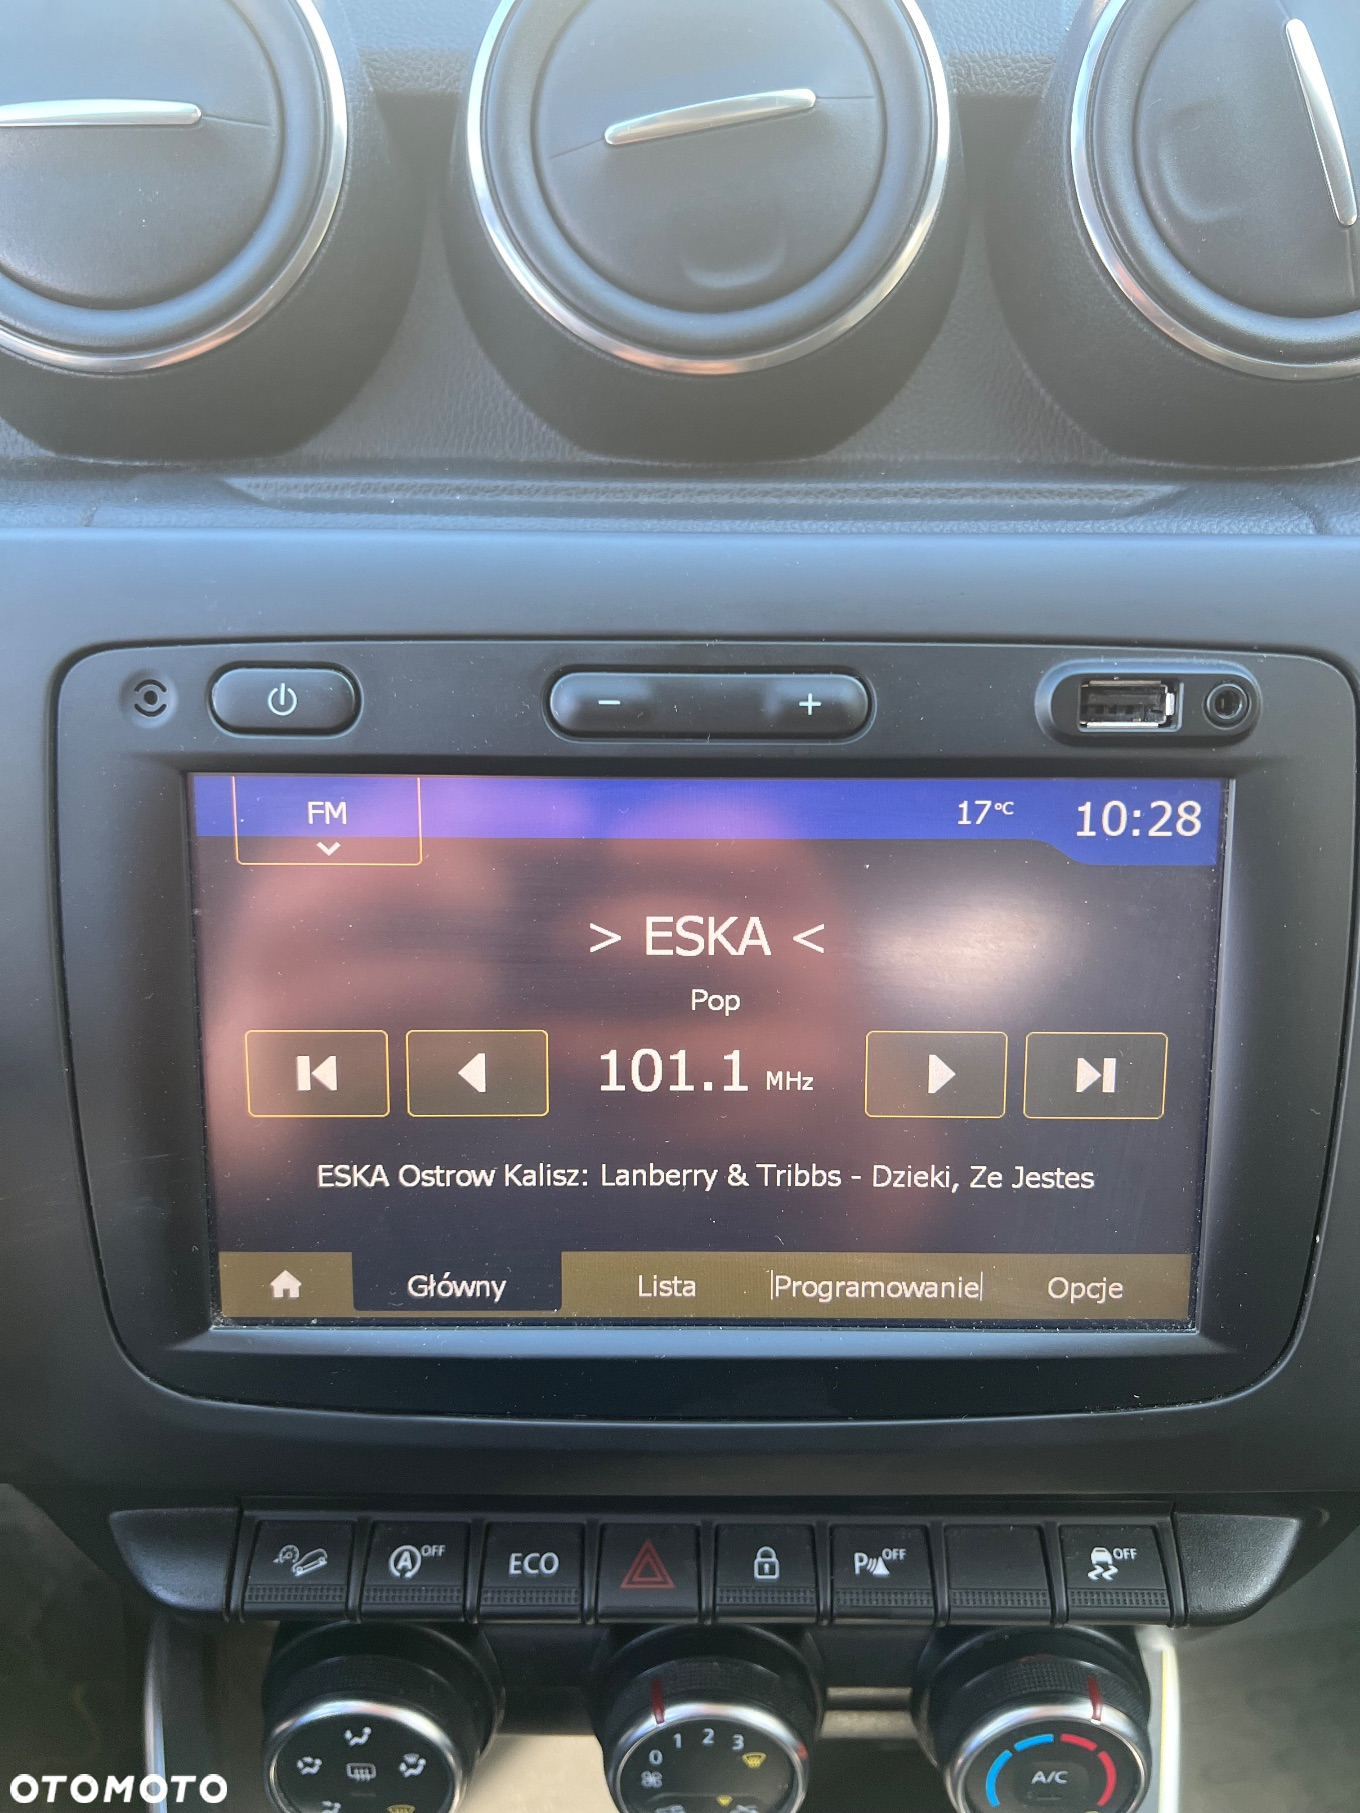 FM
17°C 10:28
> ESKA <
Pop
101.1 MHz
ESKA Ostrow Kalisz: Lanberry & Tribbs - Dzieki, Ze Jestes
Główny Lista Programowanie Opcje
A OFF ECO P OFF OFF
0 1 2 3
A/C
OTOMOTO